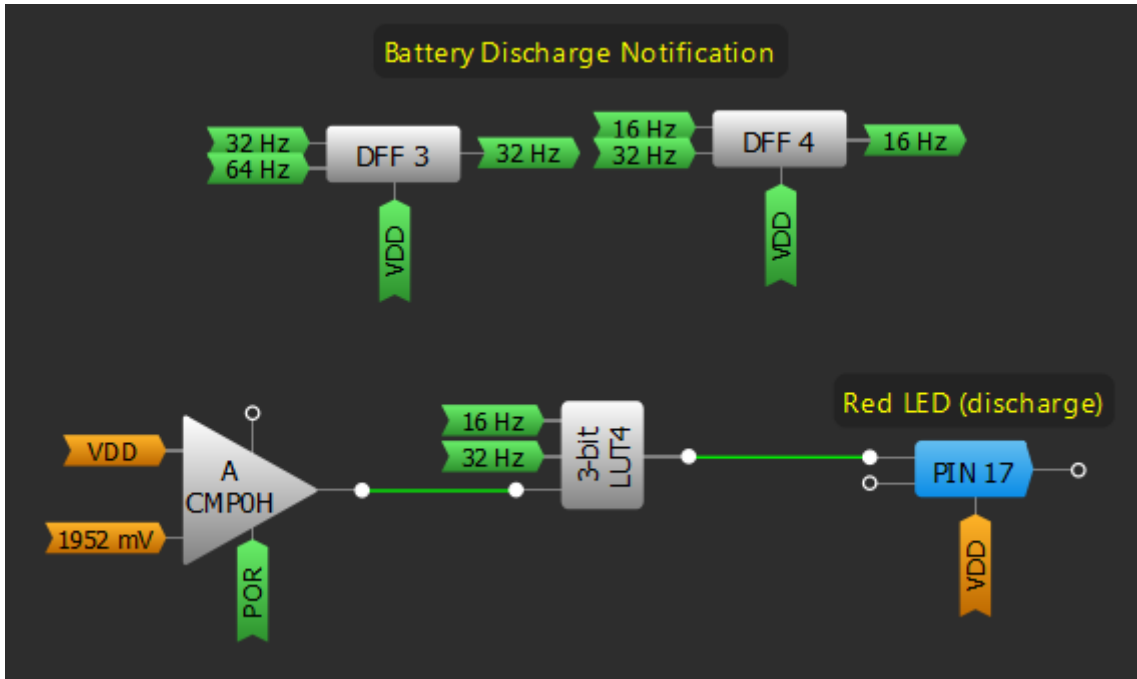 Battery Discharge Notification
32 Hz
64 Hz
DFF 3
32 Hz
VDD
16 Hz
32 Hz
DFF 4
16 Hz
VDD
VDD
1952 mV
A
CMP0H
POR
16 Hz
32 Hz
3-bit
LUT4
Red LED (discharge)
PIN 17
VDD